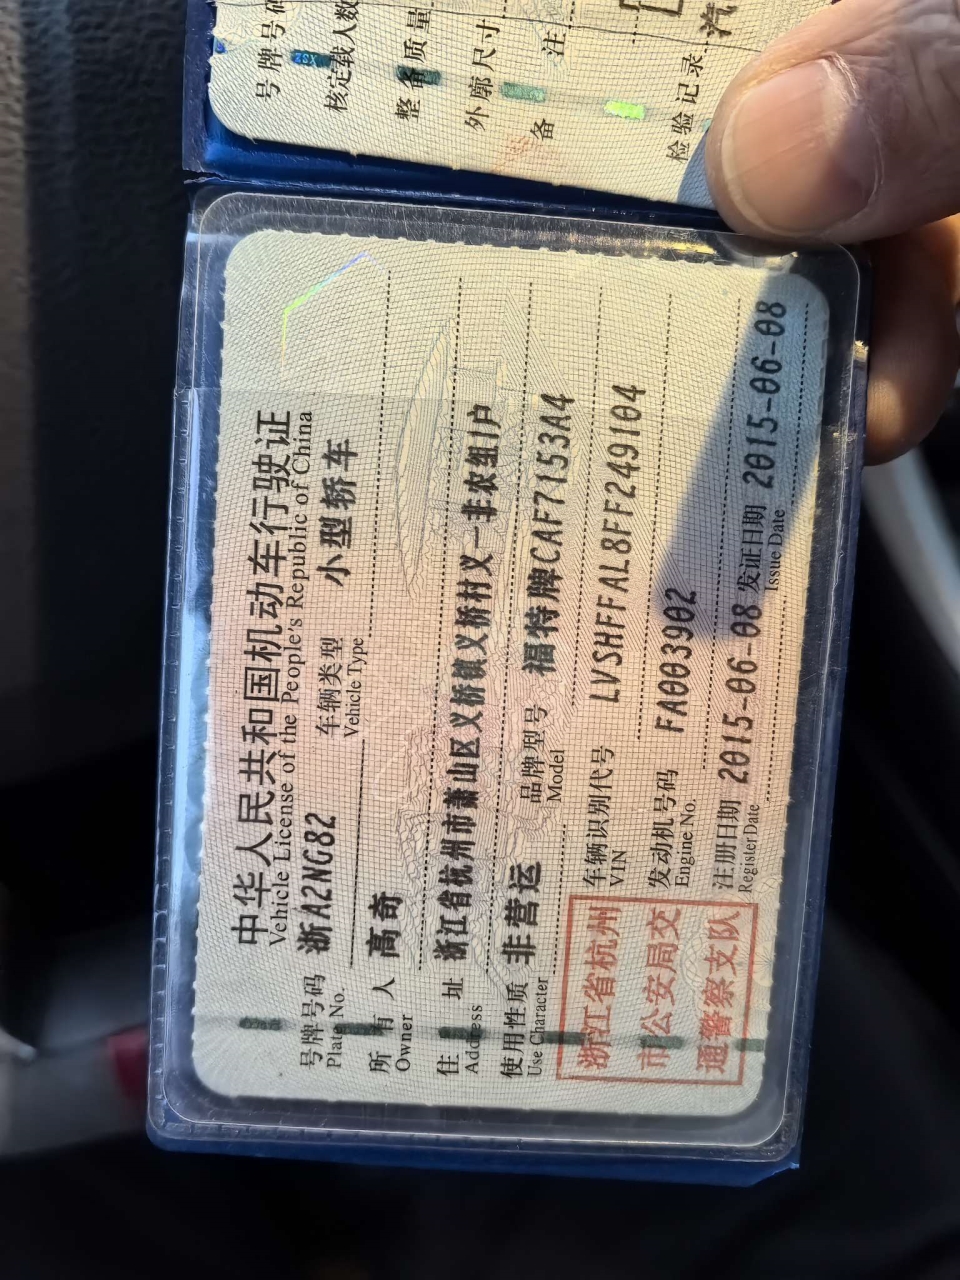 中华人民共和国机动车行驶证
Vehicle License of the People's Republic of China
号牌号码 浙A2NG82 车辆类型 小型轿车
Plate No. Vehicle Type
所有人 高奇
Owner
住址 浙江省杭州市萧山区义桥镇义桥村义一非农组1户
Address
使用性质 非营运 品牌型号 福特牌CAF7153A4
Use Character Model
浙江省杭州
市公安局交
通警察支队
车辆识别代号 LVSHFFAL8FF249104
VIN
发动机号码 FA003902
Engine No.
注册日期 2015-06-08 发证日期 2015-06-08
Register Date Issue Date
号牌号码
核定载人数
整备质量
外廓尺寸
备注
检验记录
汽